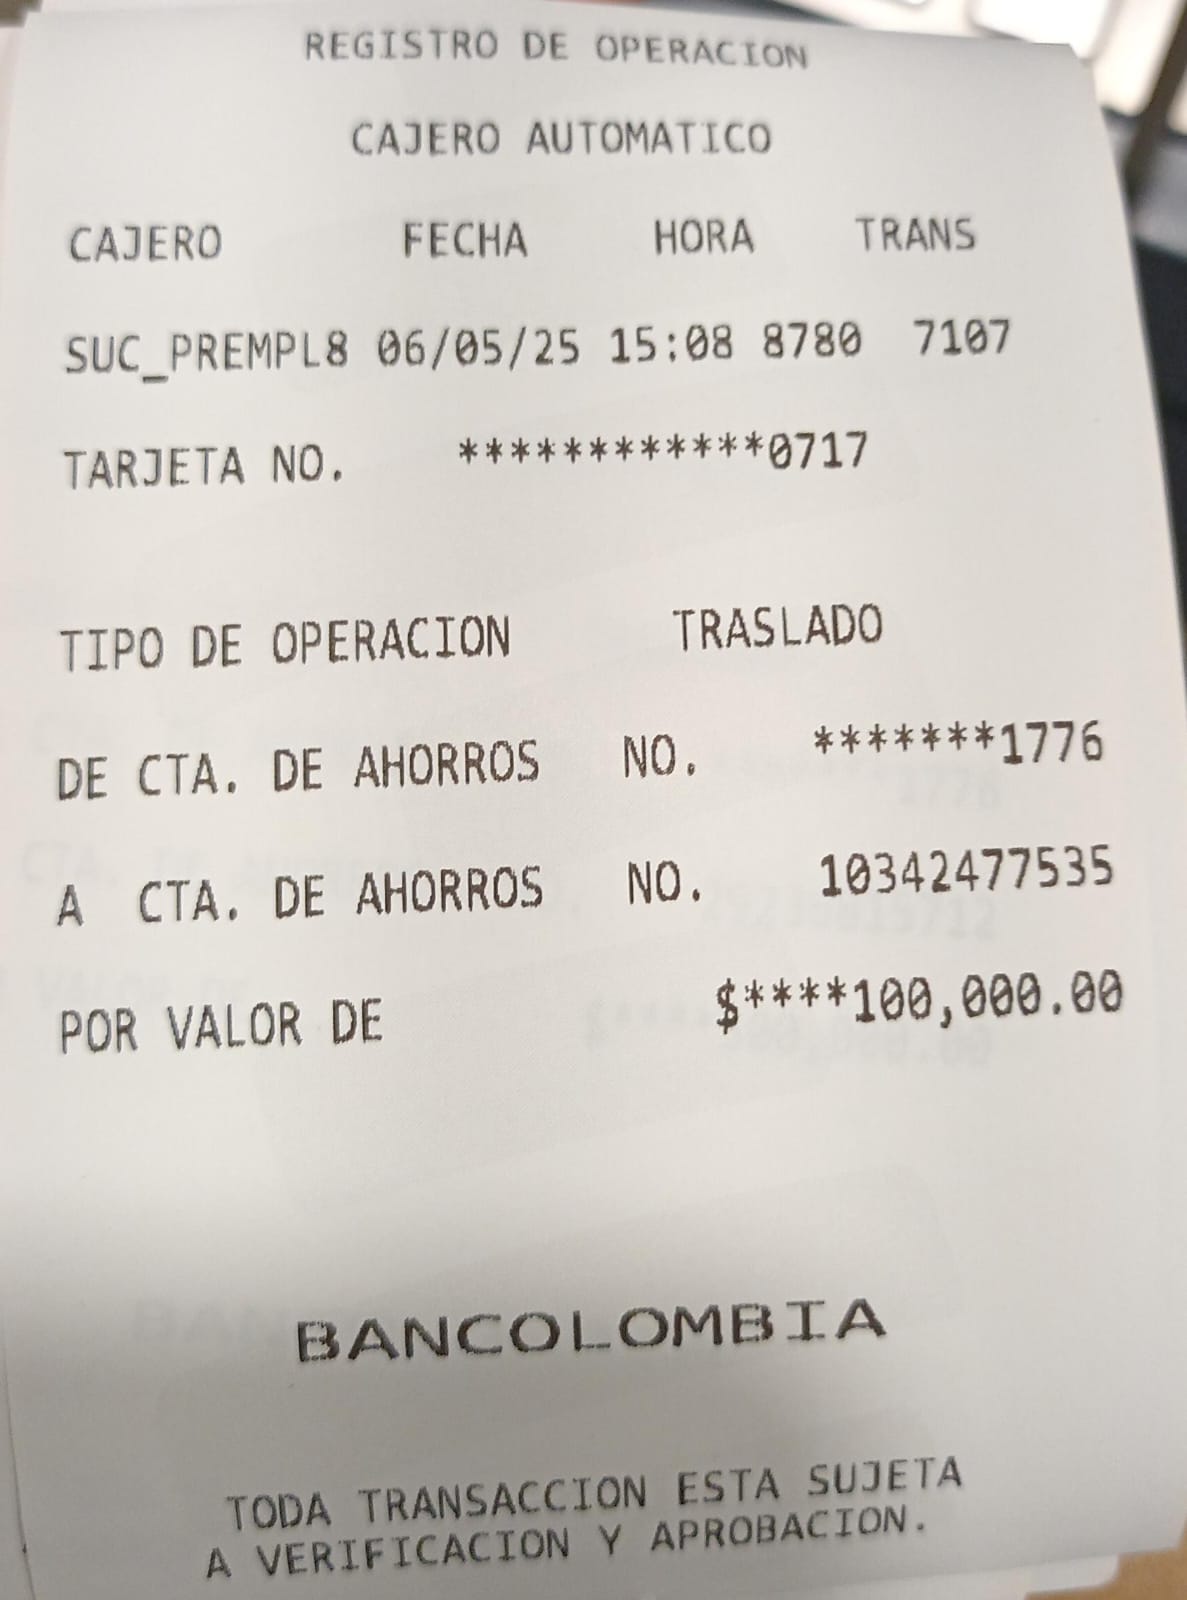 REGISTRO DE OPERACION
CAJERO AUTOMATICO
CAJERO FECHA HORA TRANS
SUC_PREMPL8 06/05/25 15:08 8780 7107
TARJETA NO. ************0717
TIPO DE OPERACION TRASLADO
DE CTA. DE AHORROS NO. *******1776
A CTA. DE AHORROS NO. 10342477535
POR VALOR DE $****100,000.00
BANCOLOMBIA
TODA TRANSACCION ESTA SUJETA
A VERIFICACION Y APROBACION.